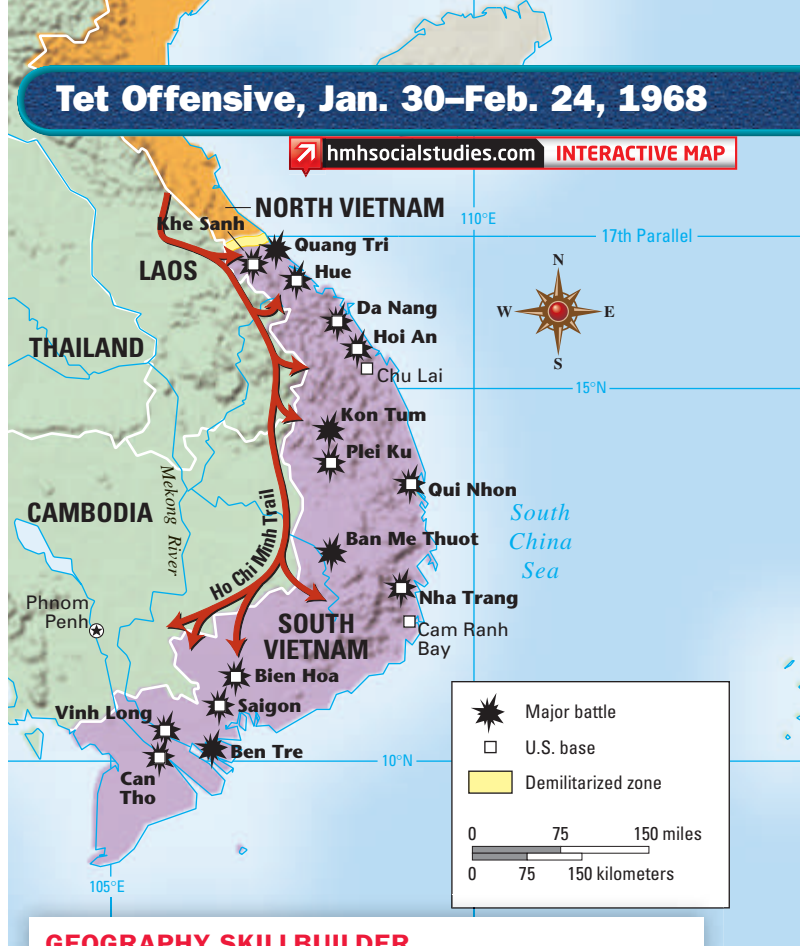 Tet Offensive, Jan. 30–Feb. 24, 1968
hmhsocialstudies.com INTERACTIVE MAP
NORTH VIETNAM
110°E
Khe Sanh
17th Parallel
Quang Tri
LAOS
Hue
N
W E
S
Da Nang
Hoi An
THAILAND
Chu Lai
15°N
Kon Tum
Plei Ku
Mekong River
Qui Nhon
CAMBODIA
South
China
Sea
Ho Chi Minh Trail
Ban Me Thuot
Phnom
Penh
Nha Trang
SOUTH
VIETNAM
Cam Ranh
Bay
Bien Hoa
Vinh Long
Saigon
Ben Tre
10°N
Can
Tho
105°E
Major battle
U.S. base
Demilitarized zone
0 75 150 miles
0 75 150 kilometers
GEOGRAPHY SKILLBUILDER